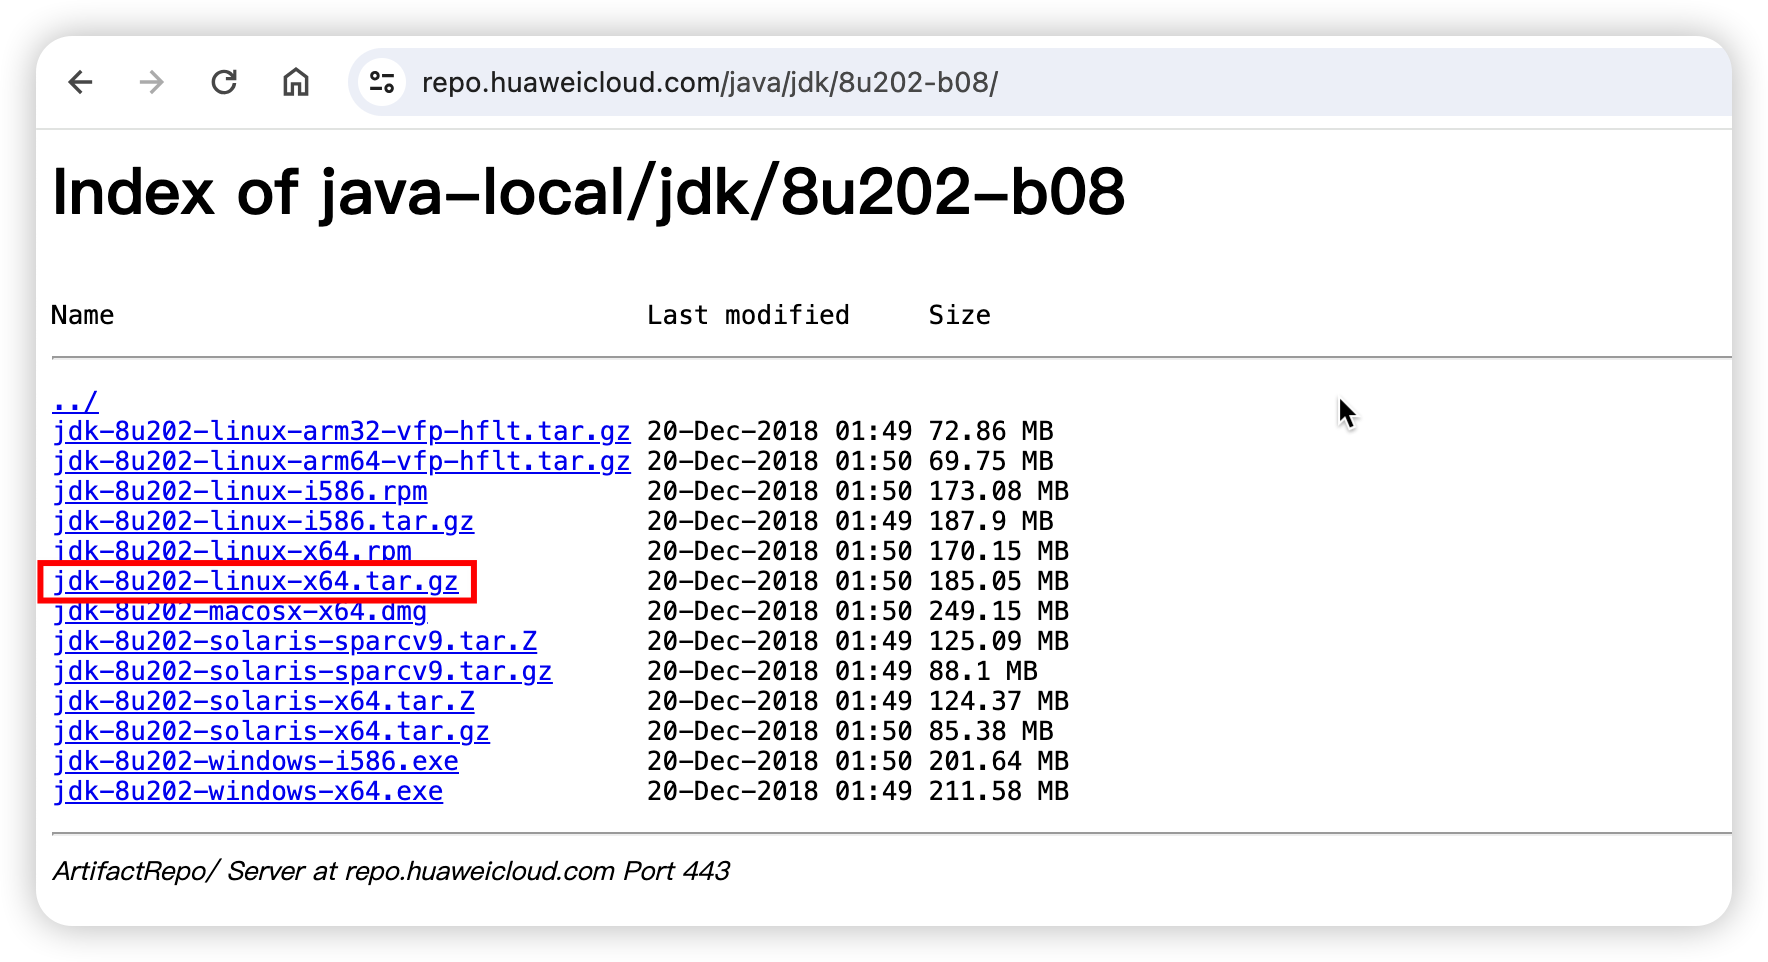 repo.huaweicloud.com/java/jdk/8u202-b08/
Index of java-local/jdk/8u202-b08
Name Last modified Size
../
jdk-8u202-linux-arm32-vfp-hflt.tar.gz 20-Dec-2018 01:49 72.86 MB
jdk-8u202-linux-arm64-vfp-hflt.tar.gz 20-Dec-2018 01:50 69.75 MB
jdk-8u202-linux-i586.rpm 20-Dec-2018 01:50 173.08 MB
jdk-8u202-linux-i586.tar.gz 20-Dec-2018 01:49 187.9 MB
jdk-8u202-linux-x64.rpm 20-Dec-2018 01:50 170.15 MB
jdk-8u202-linux-x64.tar.gz 20-Dec-2018 01:50 185.05 MB
jdk-8u202-macosx-x64.dmg 20-Dec-2018 01:50 249.15 MB
jdk-8u202-solaris-sparcv9.tar.Z 20-Dec-2018 01:49 125.09 MB
jdk-8u202-solaris-sparcv9.tar.gz 20-Dec-2018 01:49 88.1 MB
jdk-8u202-solaris-x64.tar.Z 20-Dec-2018 01:49 124.37 MB
jdk-8u202-solaris-x64.tar.gz 20-Dec-2018 01:50 85.38 MB
jdk-8u202-windows-i586.exe 20-Dec-2018 01:50 201.64 MB
jdk-8u202-windows-x64.exe 20-Dec-2018 01:49 211.58 MB
ArtifactRepo/ Server at repo.huaweicloud.com Port 443